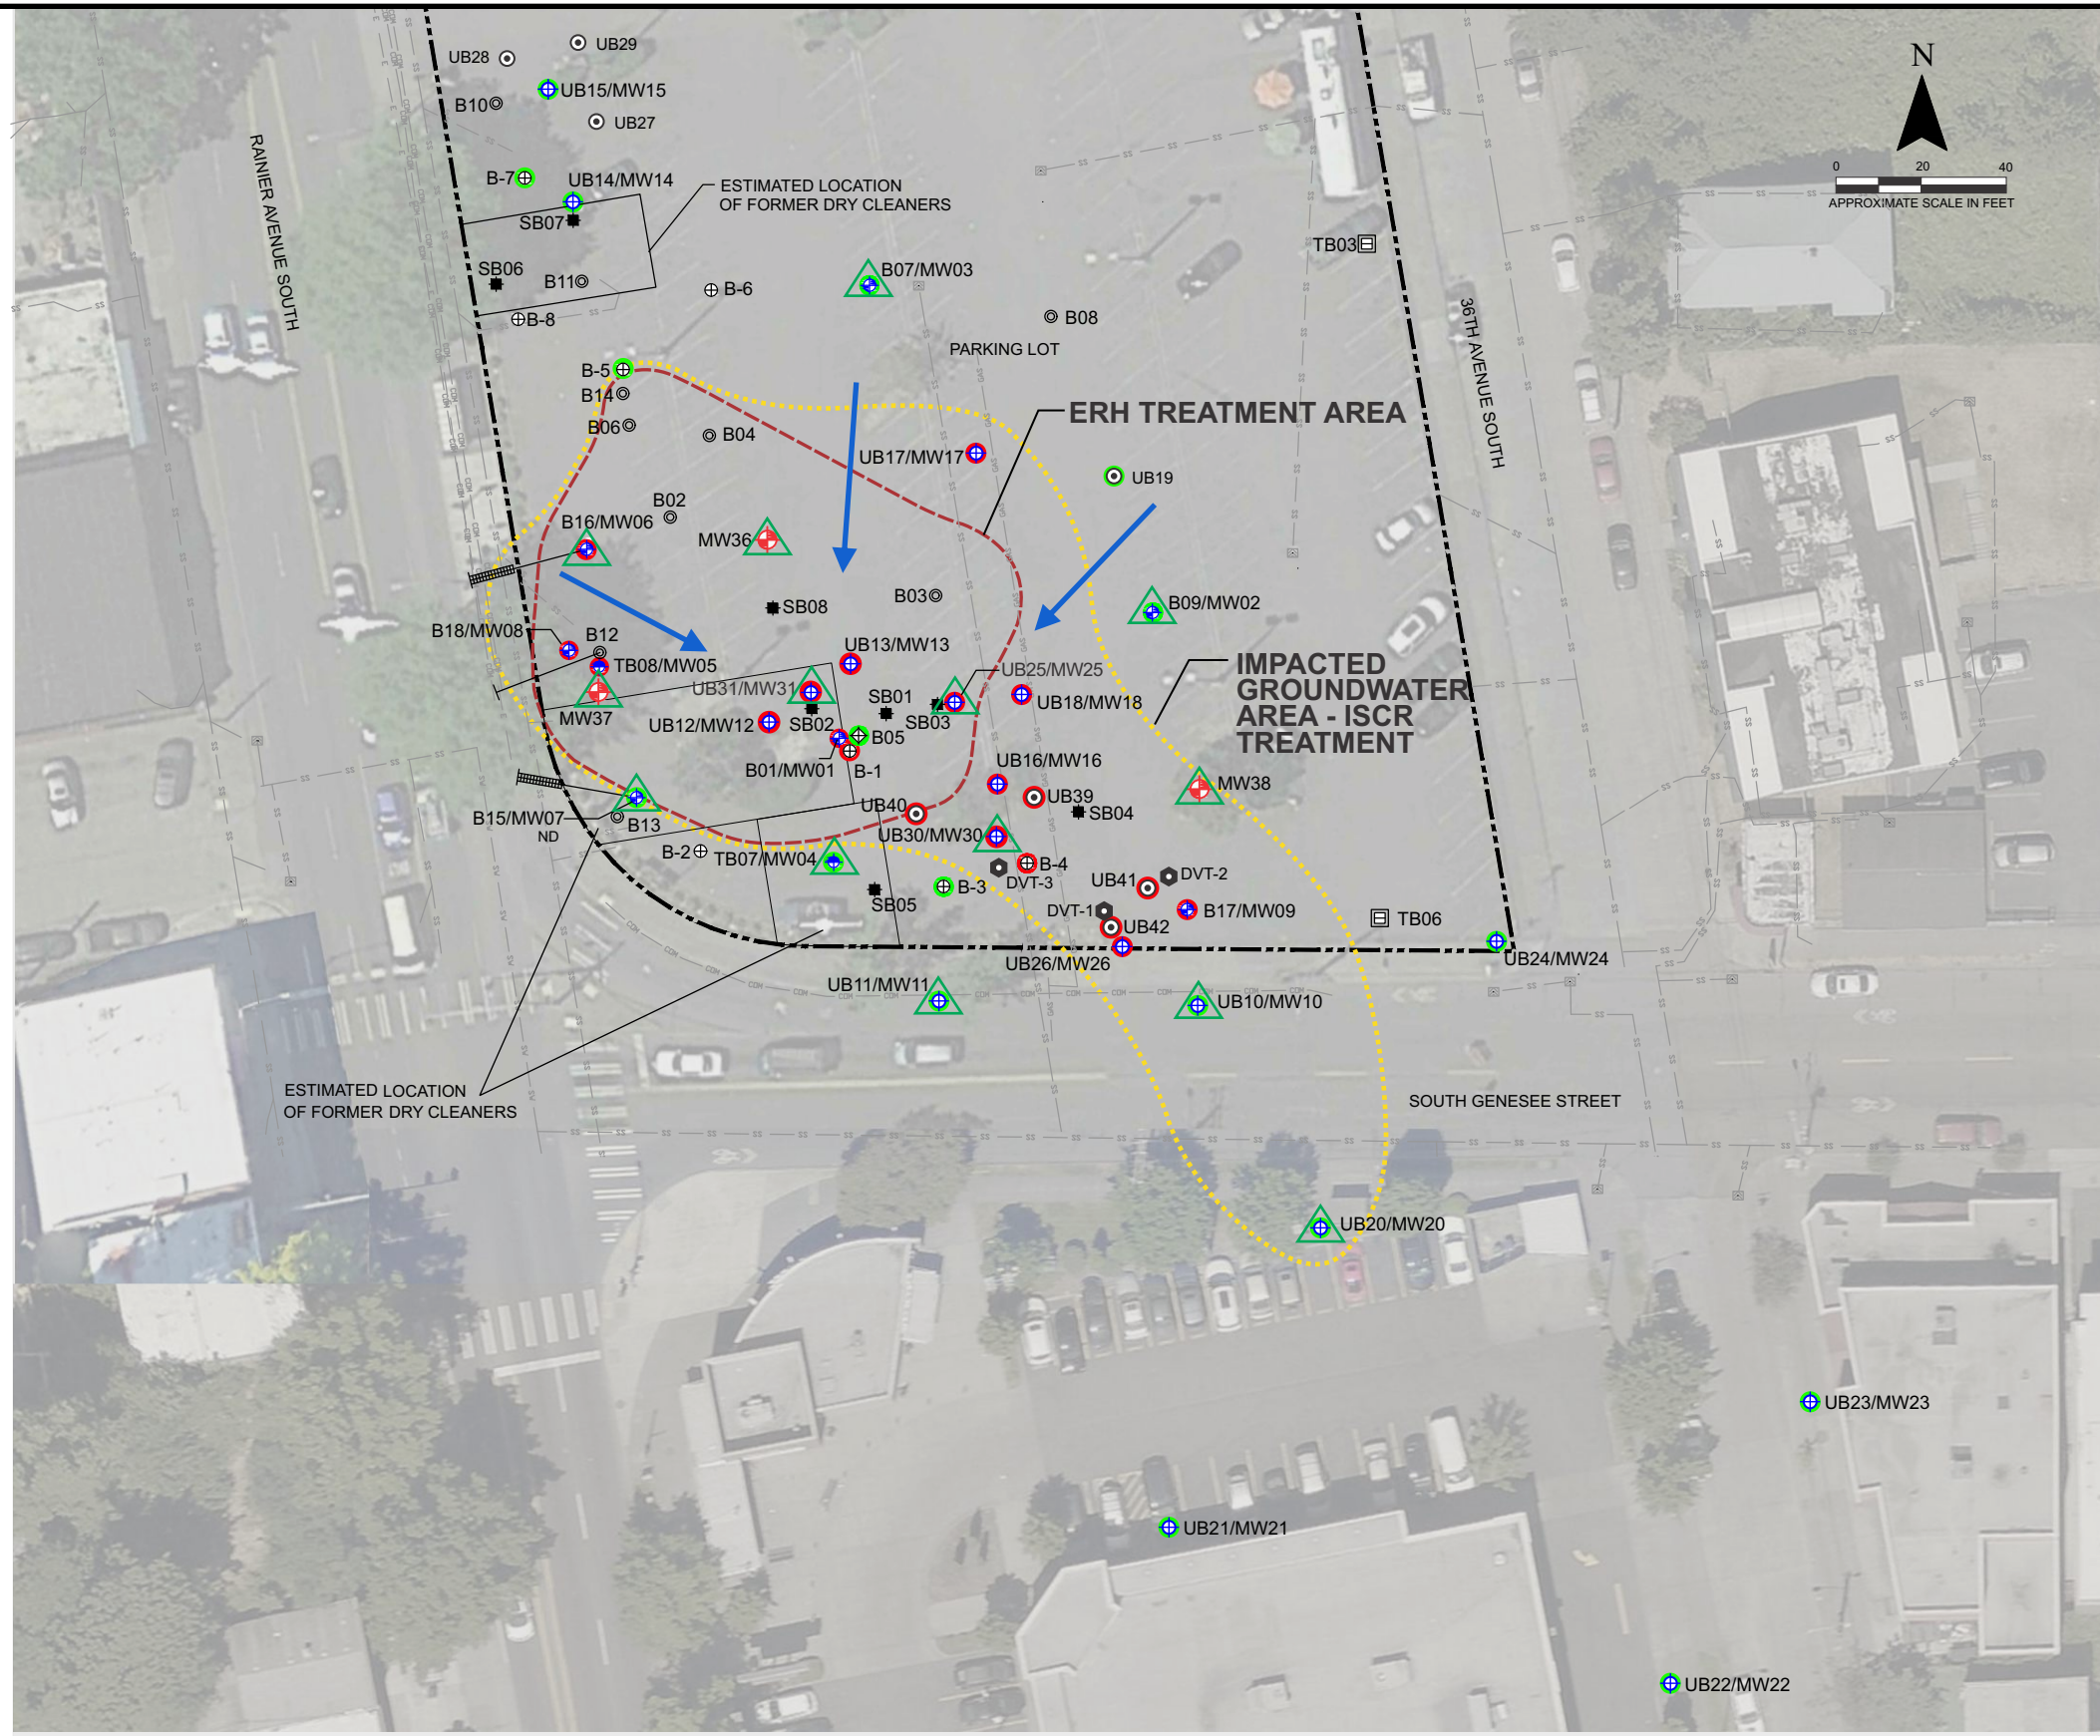 UB29
UB28
N
UB15/MW15
B10
UB27
0 20 40
APPROXIMATE SCALE IN FEET
RAINIER AVENUE SOUTH
B-7
UB14/MW14
ESTIMATED LOCATION
OF FORMER DRY CLEANERS
SB07
TB03
SB06
B11
B-6
B07/MW03
B-8
B08
36TH AVENUE SOUTH
PARKING LOT
B-5
B14
B06
B04
ERH TREATMENT AREA
UB17/MW17
UB19
B02
B16/MW06
MW36
B03
SB08
B09/MW02
B18/MW08
B12
TB08/MW05
UB13/MW13
UB25/MW25
IMPACTED
GROUNDWATER
AREA - ISCR
TREATMENT
UB31/MW31
SB01
SB03
UB18/MW18
MW37
UB12/MW12
SB02
B05
B01/MW01
B-1
UB16/MW16
MW38
UB40
UB39
SB04
B15/MW07
ND
B13
UB30/MW30
B-2
TB07/MW04
B-4
DVT-3
UB41
DVT-2
B-3
SB05
DVT-1
B17/MW09
TB06
UB42
UB26/MW26
UB24/MW24
UB11/MW11
UB10/MW10
ESTIMATED LOCATION
OF FORMER DRY CLEANERS
SOUTH GENESEE STREET
UB20/MW20
UB23/MW23
UB21/MW21
UB22/MW22